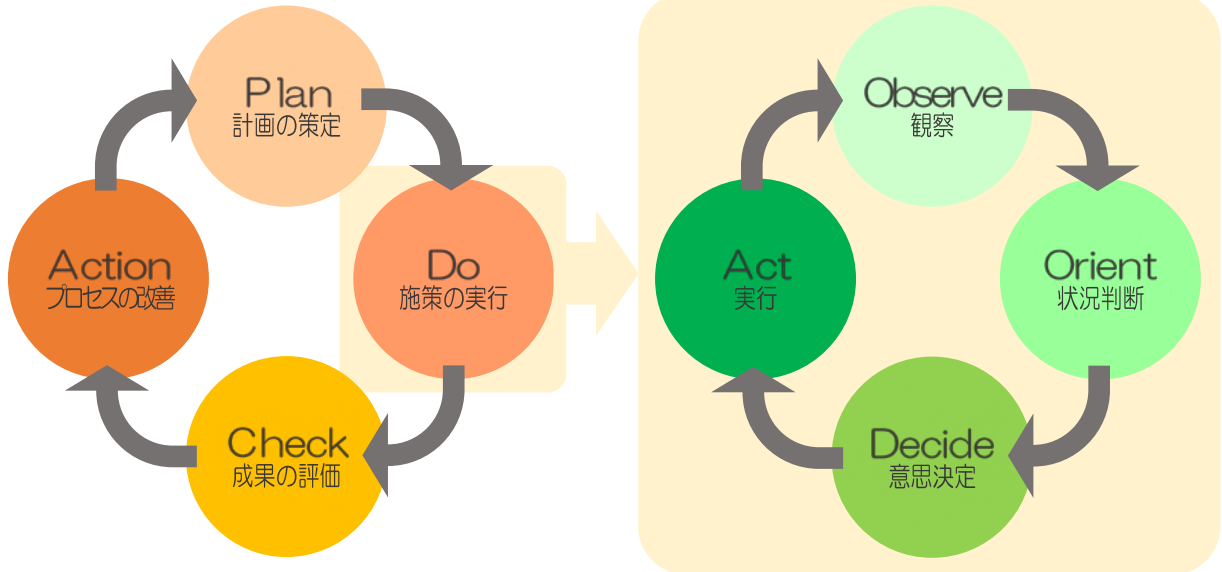 Plan
計画の策定
Do
施策の実行
Check
成果の評価
Action
プロセスの改善
Observe
観察
Orient
状況判断
Decide
意思決定
Act
実行